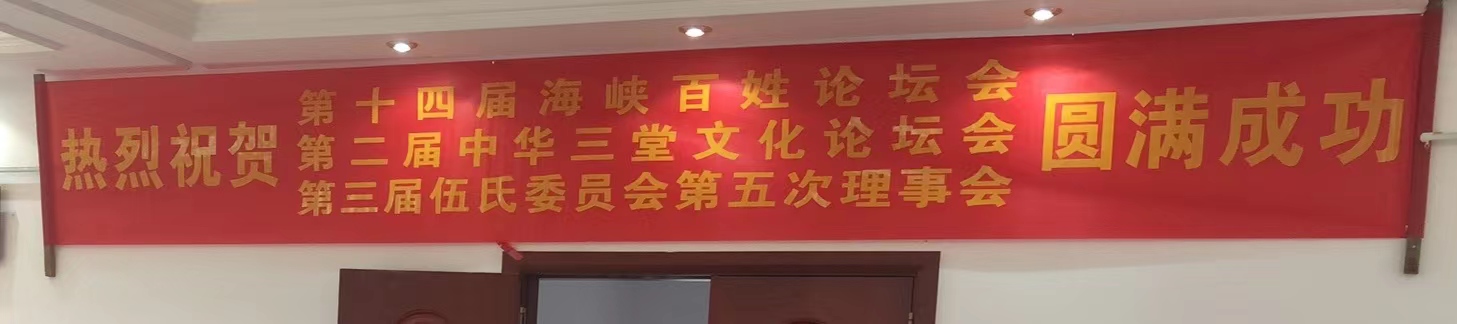 热烈祝贺
第十四届海峡百姓论坛会
第二届中华三堂文化论坛会
第三届伍氏委员会第五次理事会
圆满成功